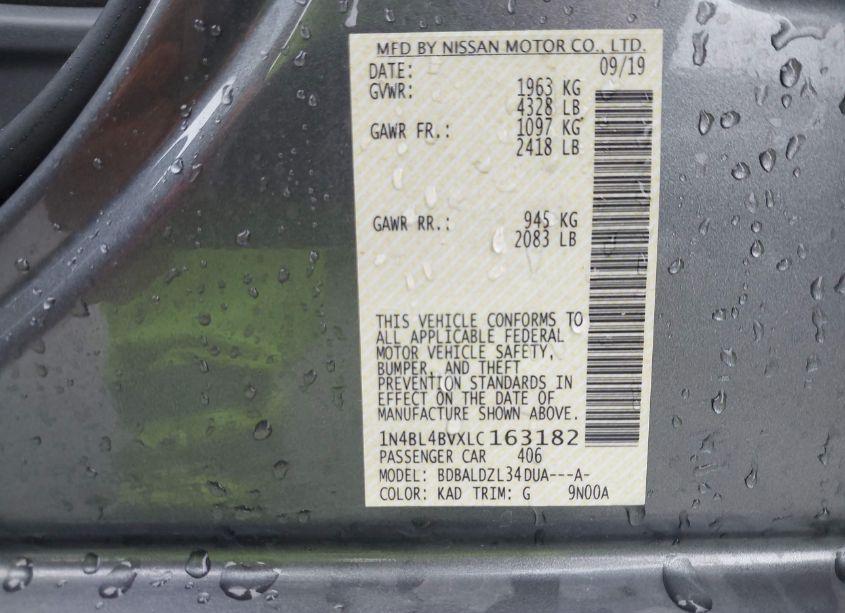 MFD BY NISSAN MOTOR CO., LTD.
DATE: 09/19
GVWR: 1963 KG
4328 LB
GAWR FR.: 1097 KG
2418 LB
GAWR RR.: 945 KG
2083 LB
THIS VEHICLE CONFORMS TO
ALL APPLICABLE FEDERAL
MOTOR VEHICLE SAFETY,
BUMPER, AND THEFT
PREVENTION STANDARDS IN
EFFECT ON THE DATE OF
MANUFACTURE SHOWN ABOVE.
1N4BL4BVXLC163182
PASSENGER CAR 406
MODEL: BDBALDZL34DUA---A-
COLOR: KAD TRIM: G 9N00A